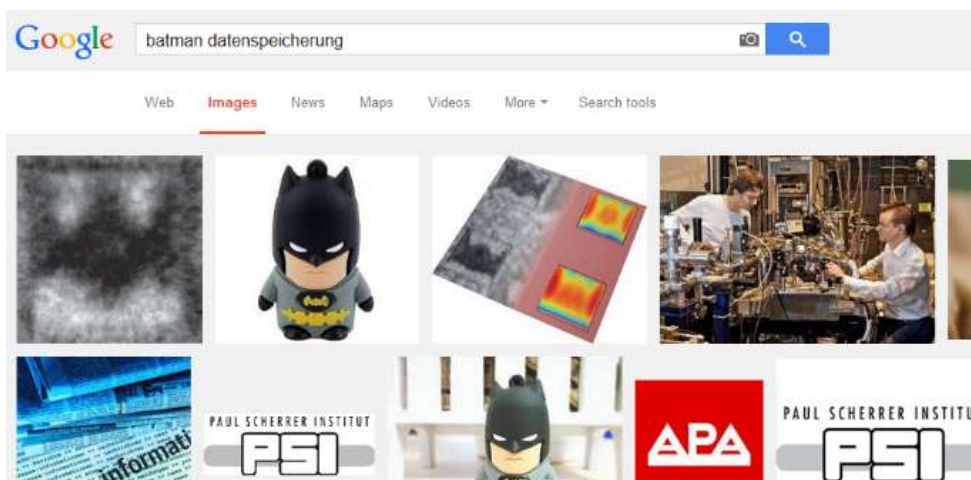 Google
batman datenspeicherung
Web Images News Maps Videos More Search tools
Informati
PAUL SCHERRER INSTITUT
PSI
APA
PAUL SCHERRER INSTITU
PSI